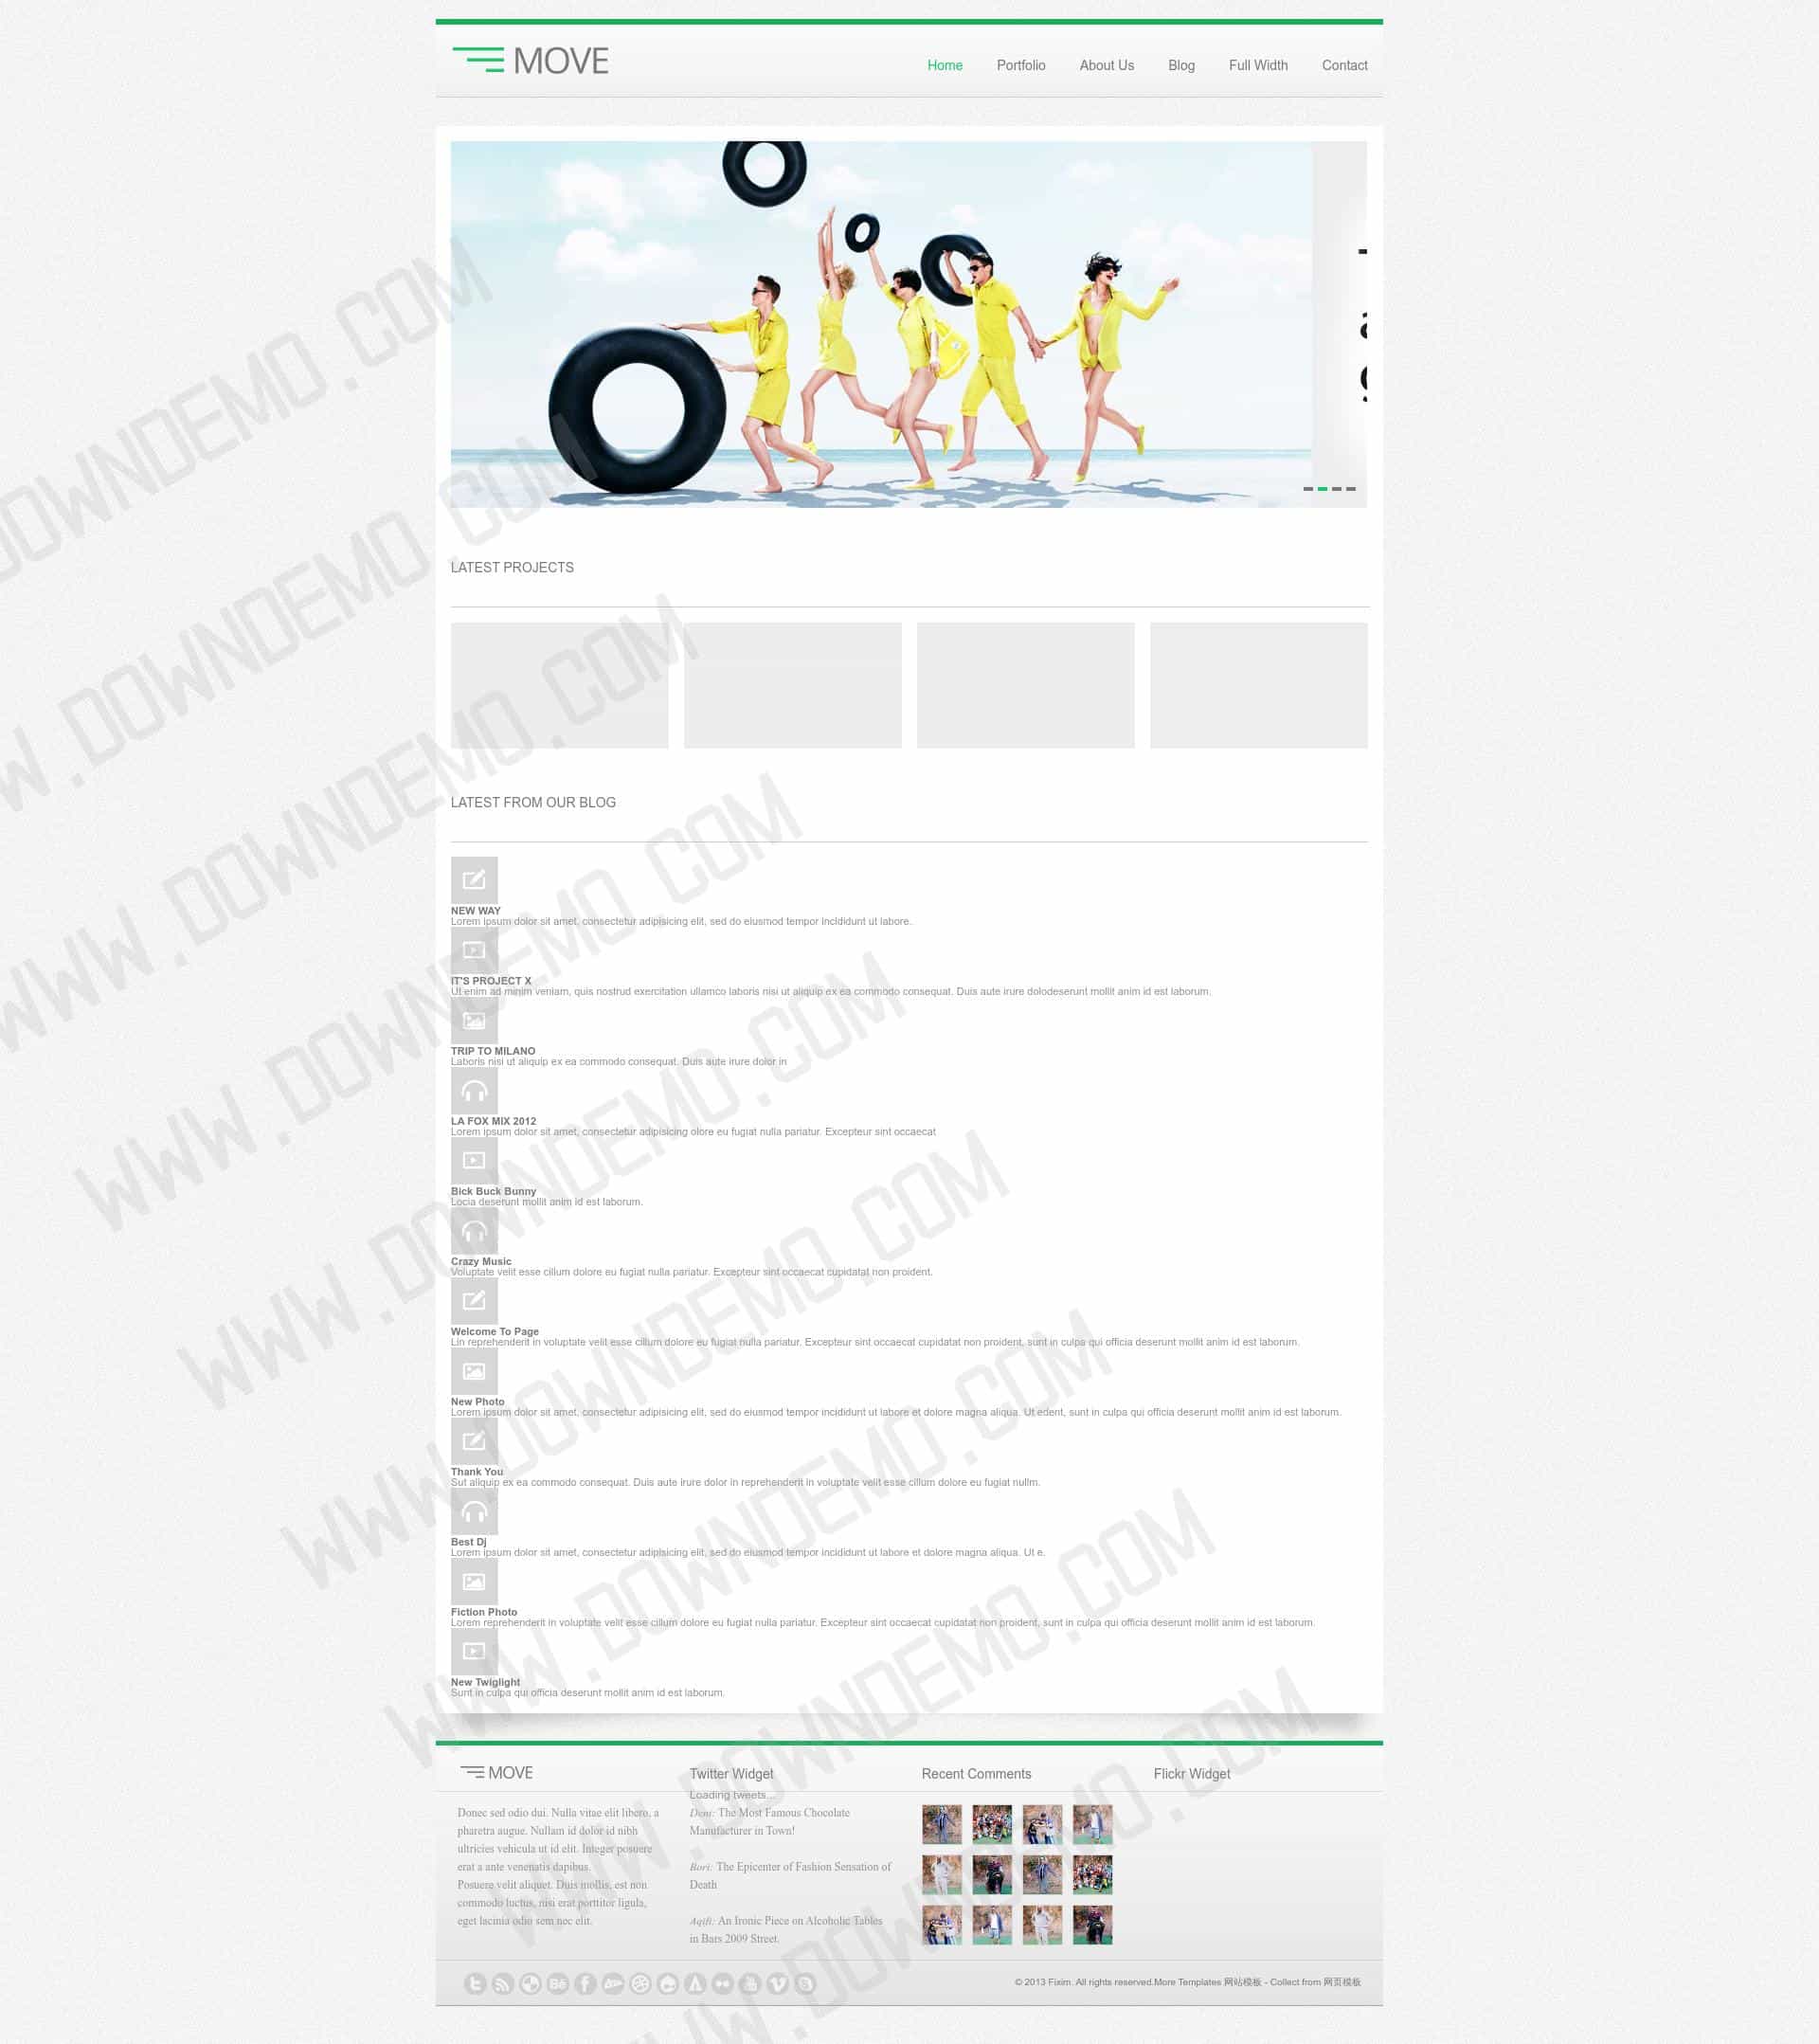 MOVE
Home Portfolio About Us Blog Full Width Contact
LATEST PROJECTS
LATEST FROM OUR BLOG
NEW WAY
Lorem ipsum dolor sit amet, consectetur adipisicing elit, sed do eiusmod tempor incididunt ut labore.
IT'S PROJECT X
Ut enim ad minim veniam, quis nostrud exercitation ullamco laboris nisi ut aliquip ex ea commodo consequat. Duis aute irure dolodeserunt mollit anim id est laborum.
TRIP TO MILANO
Laboris nisi ut aliquip ex ea commodo consequat. Duis aute irure dolor in
LA FOX MIX 2012
Lorem ipsum dolor sit amet, consectetur adipisicing olore eu fugiat nulla pariatur. Excepteur sint occaecat
Bick Buck Bunny
Locia deserunt mollit anim id est laborum.
Crazy Music
Voluptate velit esse cillum dolore eu fugiat nulla pariatur. Excepteur sint occaecat cupidatat non proident.
Welcome To Page
Lin reprehenderit in voluptate velit esse cillum dolore eu fugiat nulla pariatur. Excepteur sint occaecat cupidatat non proident, sunt in culpa qui officia deserunt mollit anim id est laborum.
New Photo
Lorem ipsum dolor sit amet, consectetur adipisicing elit, sed do eiusmod tempor incididunt ut labore et dolore magna aliqua. Ut edent, sunt in culpa qui officia deserunt mollit anim id est laborum.
Thank You
Sut aliquip ex ea commodo consequat. Duis aute irure dolor in reprehenderit in voluptate velit esse cillum dolore eu fugiat nullm.
Best Dj
Lorem ipsum dolor sit amet, consectetur adipisicing elit, sed do eiusmod tempor incididunt ut labore et dolore magna aliqua. Ut e.
Fiction Photo
Lorem reprehenderit in voluptate velit esse cillum dolore eu fugiat nulla pariatur. Excepteur sint occaecat cupidatat non proident, sunt in culpa qui officia deserunt mollit anim id est laborum.
New Twiglight
Sunt in culpa qui officia deserunt mollit anim id est laborum.
MOVE
Donec sed odio dui. Nulla vitae elit libero, a
pharetra augue. Nullam id dolor id nibh
ultricies vehicula ut id elit. Integer posuere
erat a ante venenatis dapibus.
Posuere velit aliquet. Duis mollis, est non
commodo luctus, nisi erat porttitor ligula,
eget lacinia odio sem nec elit.
Twitter Widget
Loading tweets...
Deni: The Most Famous Chocolate
Manufacturer in Town!
Bori: The Epicenter of Fashion Sensation of
Death
Aqifi: An Ironic Piece on Alcoholic Tables
in Bars 2009 Street.
Recent Comments
Flickr Widget
© 2013 Fixim. All rights reserved.More Templates 网站模板 - Collect from 网页模板
WWW.DOWNDEMO.COM